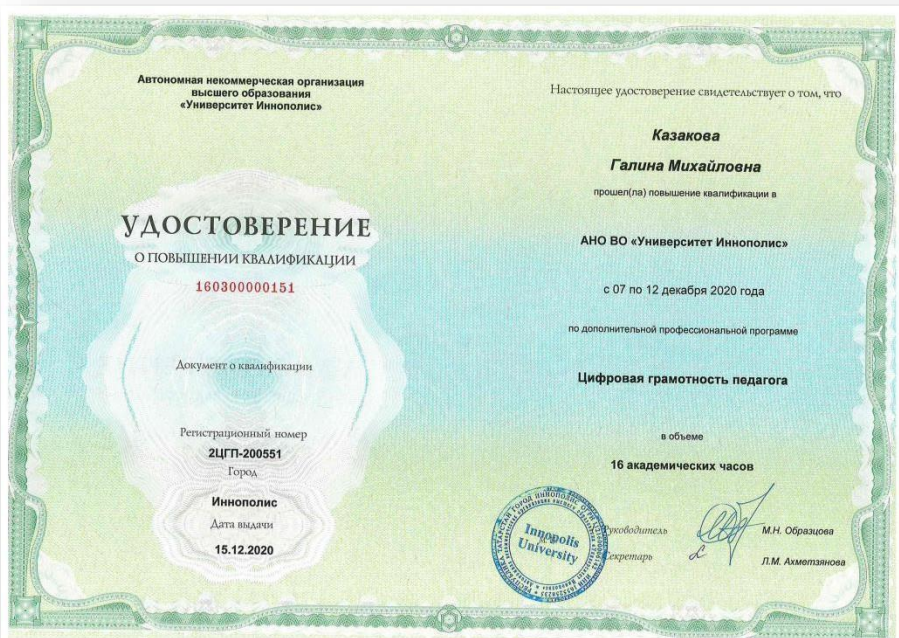 Автономная некоммерческая организация
высшего образования
«Университет Иннополис»
УДОСТОВЕРЕНИЕ
О ПОВЫШЕНИИ КВАЛИФИКАЦИИ
160300000151
Документ о квалификации
Регистрационный номер
2ЦГП-200551
Город
Иннополис
Дата выдачи
15.12.2020
Настоящее удостоверение свидетельствует о том, что
Казакова
Галина Михайловна
прошел(ла) повышение квалификации в
АНО ВО «Университет Иннополис»
с 07 по 12 декабря 2020 года
по дополнительной профессиональной программе
Цифровая грамотность педагога
в объеме
16 академических часов
Руководитель
М.Н. Образцова
Секретарь
Л.М. Ахметзянова
Innopolis
University